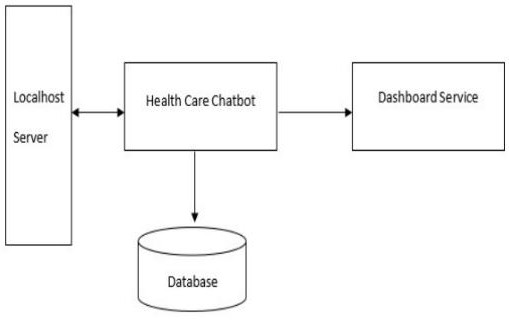 Localhost
Server
Health Care Chatbot
Dashboard Service
Database